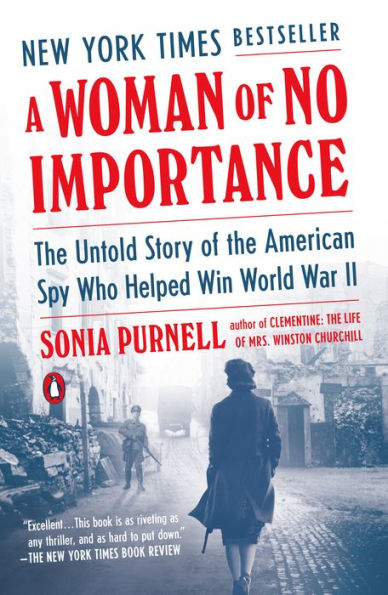 NEW YORK TIMES BESTSELLER
A WOMAN OF NO
IMPORTANCE
The Untold Story of the American
Spy Who Helped Win World War II
SONIA PURNELL author of CLEMENTINE: THE LIFE
OF MRS. WINSTON CHURCHILL
“Excellent…This book is as riveting as
any thriller, and as hard to put down.”
—THE NEW YORK TIMES BOOK REVIEW